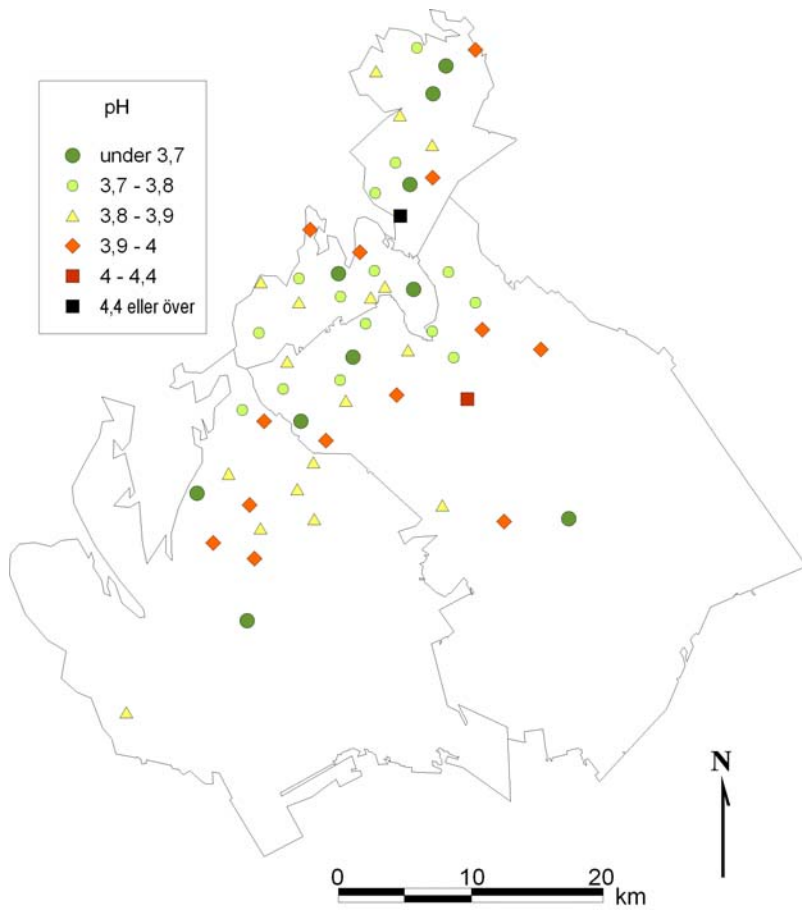 pH
under 3,7
3,7 - 3,8
3,8 - 3,9
3,9 - 4
4 - 4,4
4,4 eller över
N
0 10 20
km